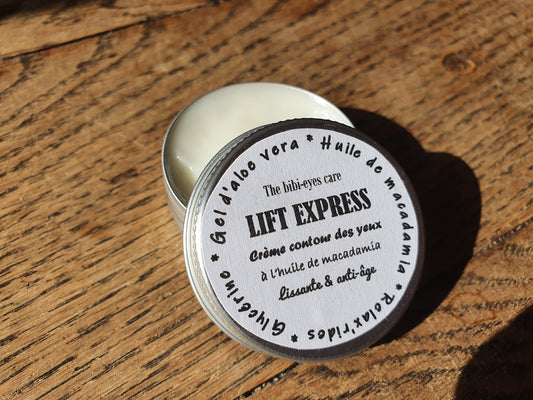 The bibi-eyes care
LIFT EXPRESS
Crème contour des yeux
à l'huile de macadamia
lissante & anti-âge
Gel d'aloe vera * Huile de macadamia * Relax'rides * Glycérine *